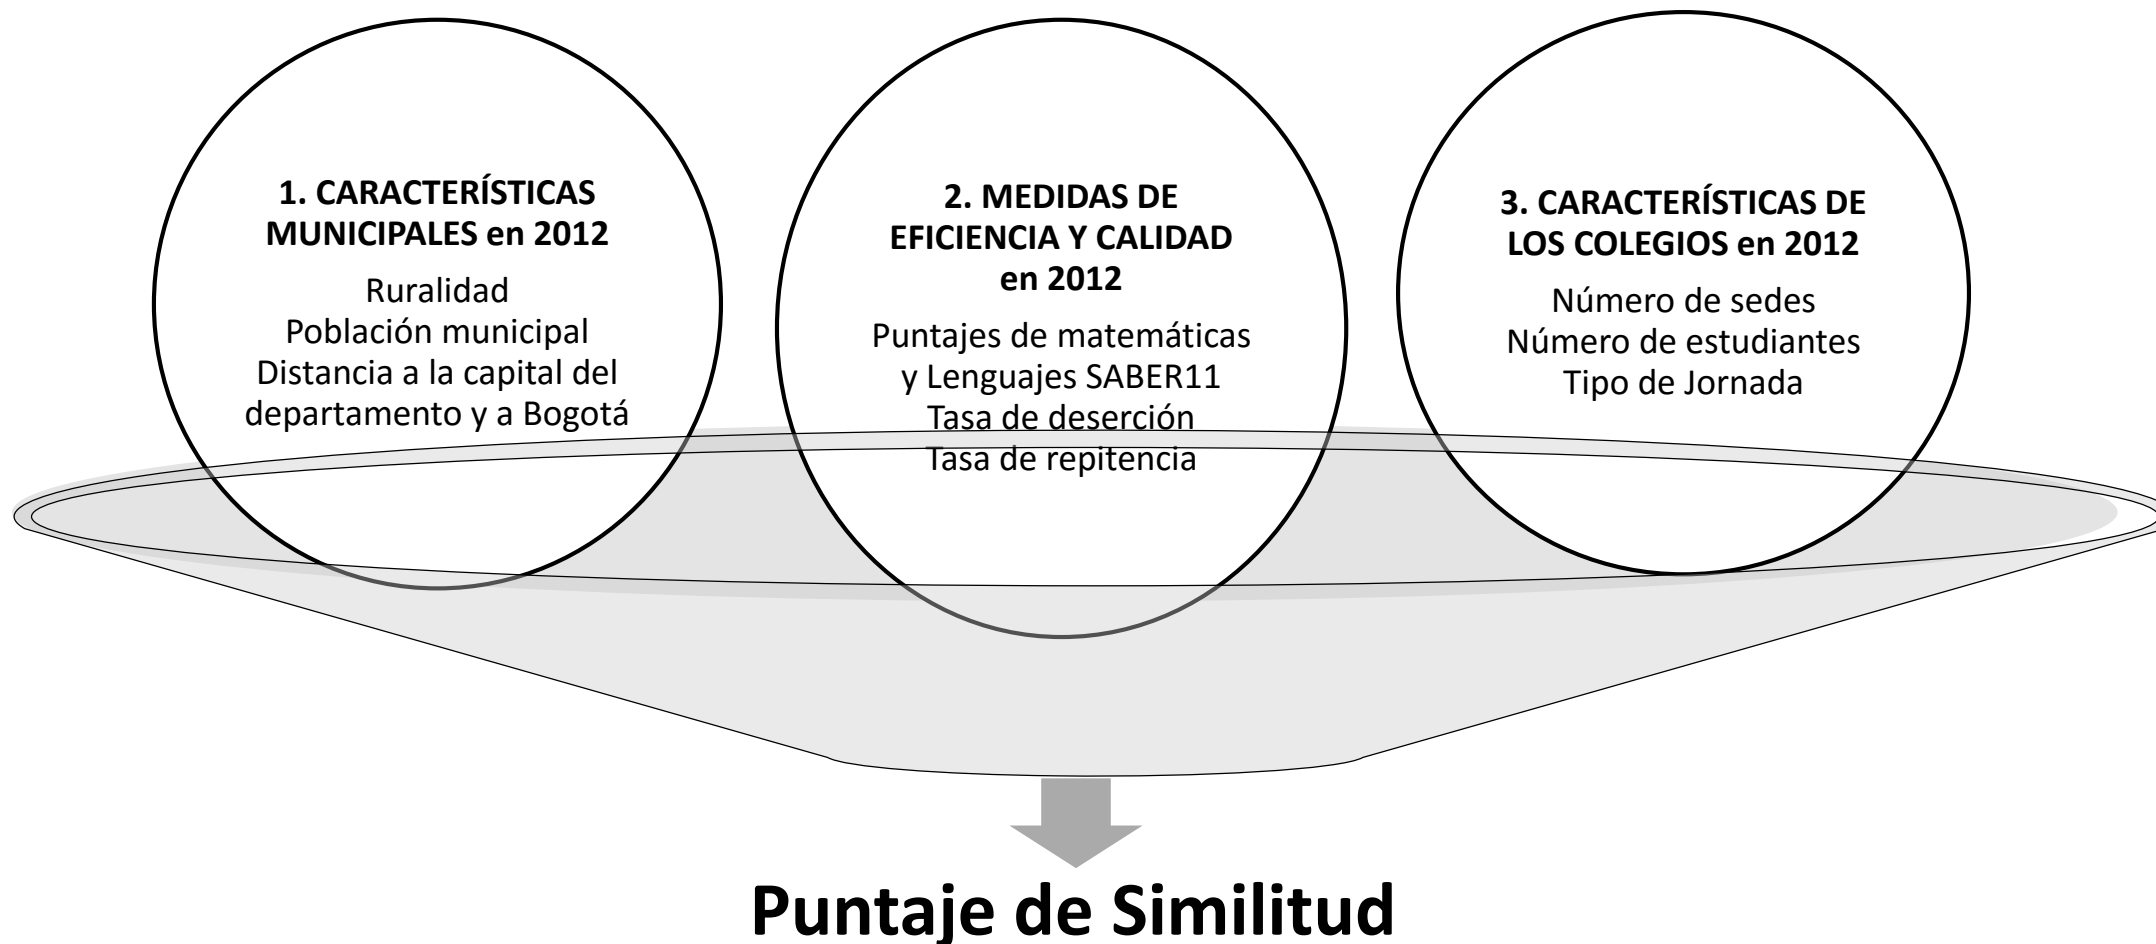 1. CARACTERÍSTICAS
MUNICIPALES en 2012
Ruralidad
Población municipal
Distancia a la capital del
departamento y a Bogotá
2. MEDIDAS DE
EFICIENCIA Y CALIDAD
en 2012
Puntajes de matemáticas
y Lenguajes SABER11
Tasa de deserción
Tasa de repitencia
3. CARACTERÍSTICAS DE
LOS COLEGIOS en 2012
Número de sedes
Número de estudiantes
Tipo de Jornada
Puntaje de Similitud